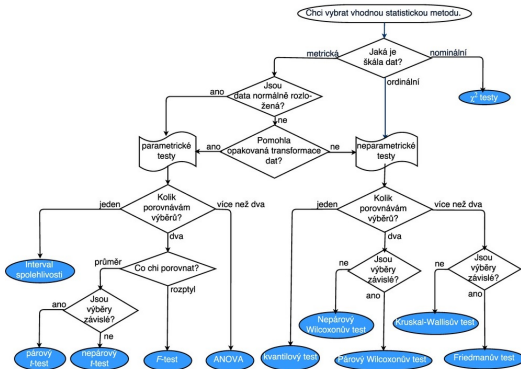 Chci vybrat vhodnou statistickou metodu.
Jaká je
škála dat?
metrická
nominální
ordinální
χ² testy
Jsou
data normálně rozlo-
žená?
ano
ne
parametrické
testy
ano
Pomohla
opakovaná transformace
dat?
ne
neparametrické
testy
jeden
Kolik
porovnávám
výběrů?
více než dva
dva
jeden
Kolik
porovnávám
výběrů?
více než dva
dva
Interval
spolehlivosti
průměr
Co chi porovnat?
rozptyl
ne
Jsou
výběry
závislé?
ano
ne
Jsou
výběry
závislé?
ano
ano
Jsou
výběry
závislé?
ne
Nepárový
Wilcoxonův test
Kruskal-Wallisův test
párový
t-test
nepárový
t-test
F-test
ANOVA
kvantilový test
Párový Wilcoxonův test
Friedmanův test